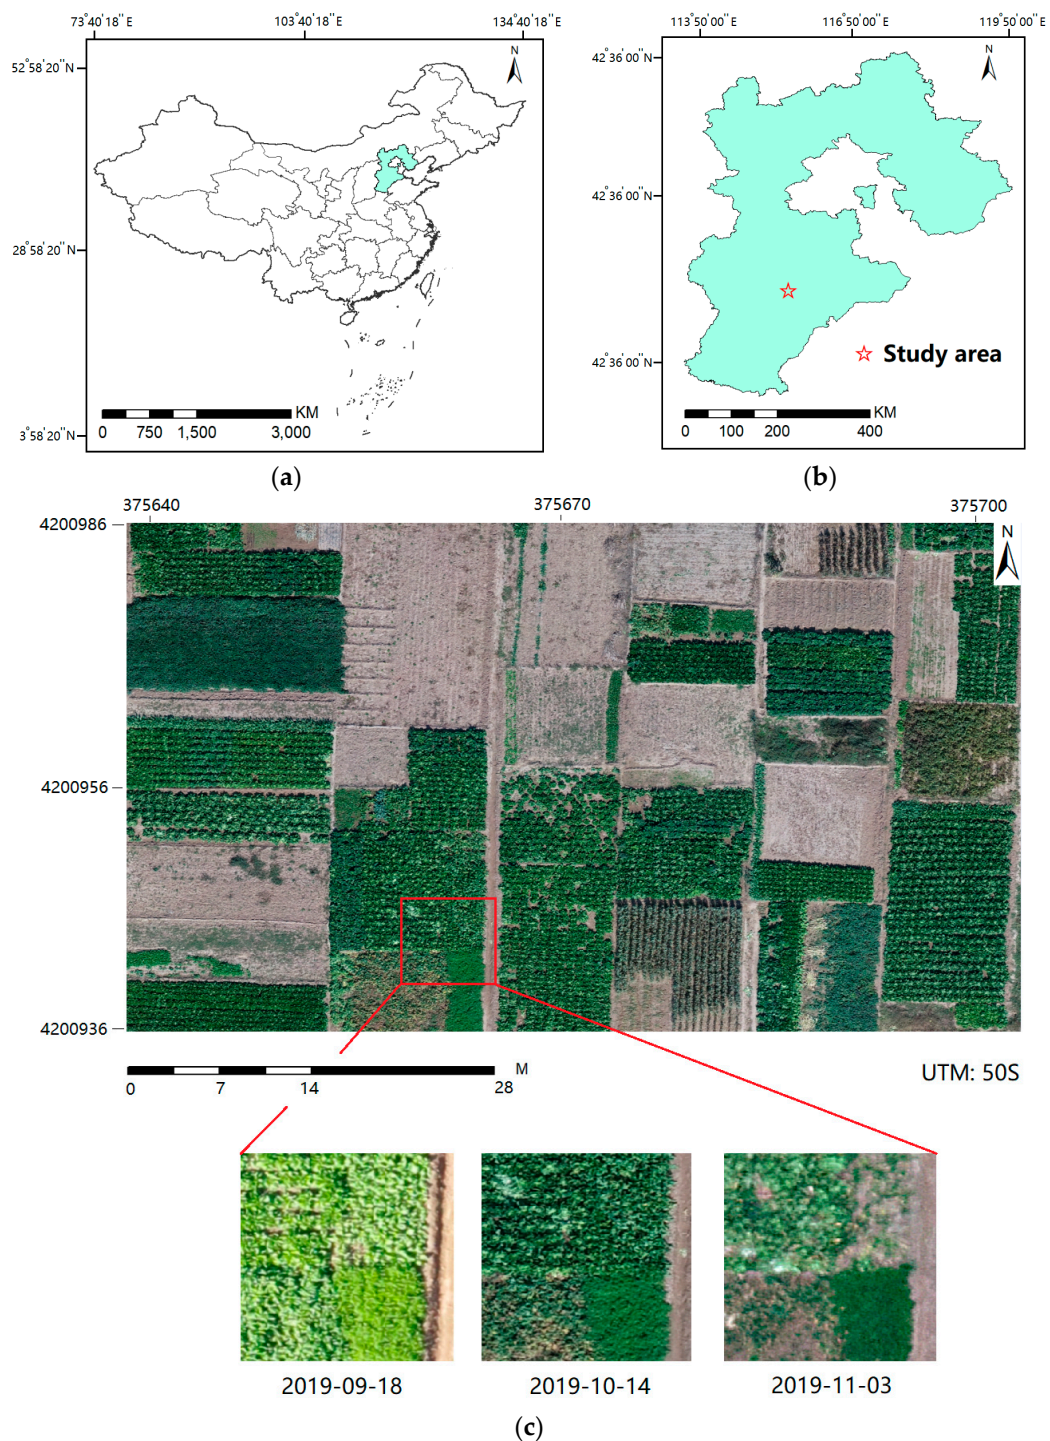 73°40'18''E 103°40'18''E 134°40'18''E
113°50'00''E 116°50'00''E 119°50'00''E
52°58'20''N
N
42°36'00''N
N
42°36'00''N
28°58'20''N
Study area
42°36'00''N
KM
0 750 1,500 3,000
3°58'20''N
KM
0 100 200 400
(a) (b)
375640 375670 375700
4200986
N
4200956
4200936
M
0 7 14 28
UTM: 50S
2019-09-18 2019-10-14 2019-11-03
(c)